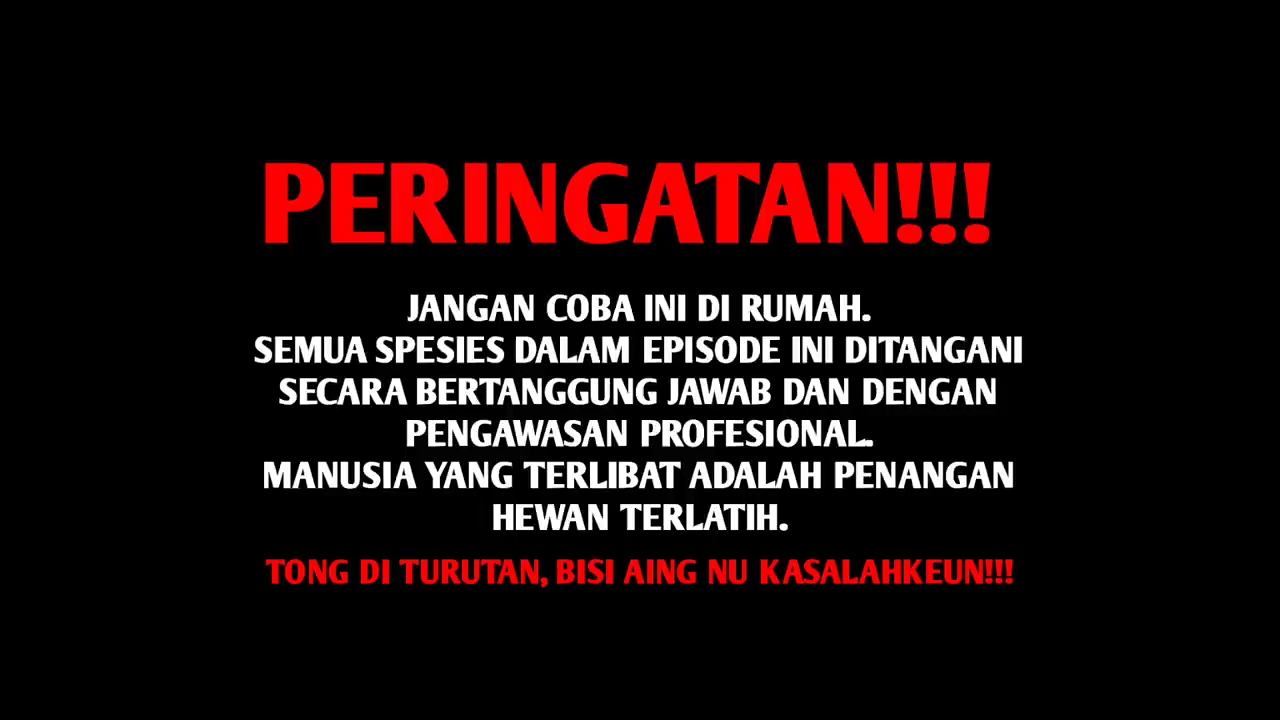 PERINGATAN!!!
JANGAN COBA INI DI RUMAH.
SEMUA SPESIES DALAM EPISODE INI DITANGANI
SECARA BERTANGGUNG JAWAB DAN DENGAN
PENGAWASAN PROFESIONAL.
MANUSIA YANG TERLIBAT ADALAH PENANGAN
HEWAN TERLATIH.
TONG DI TURUTAN, BISI AING NU KASALAHKEUN!!!